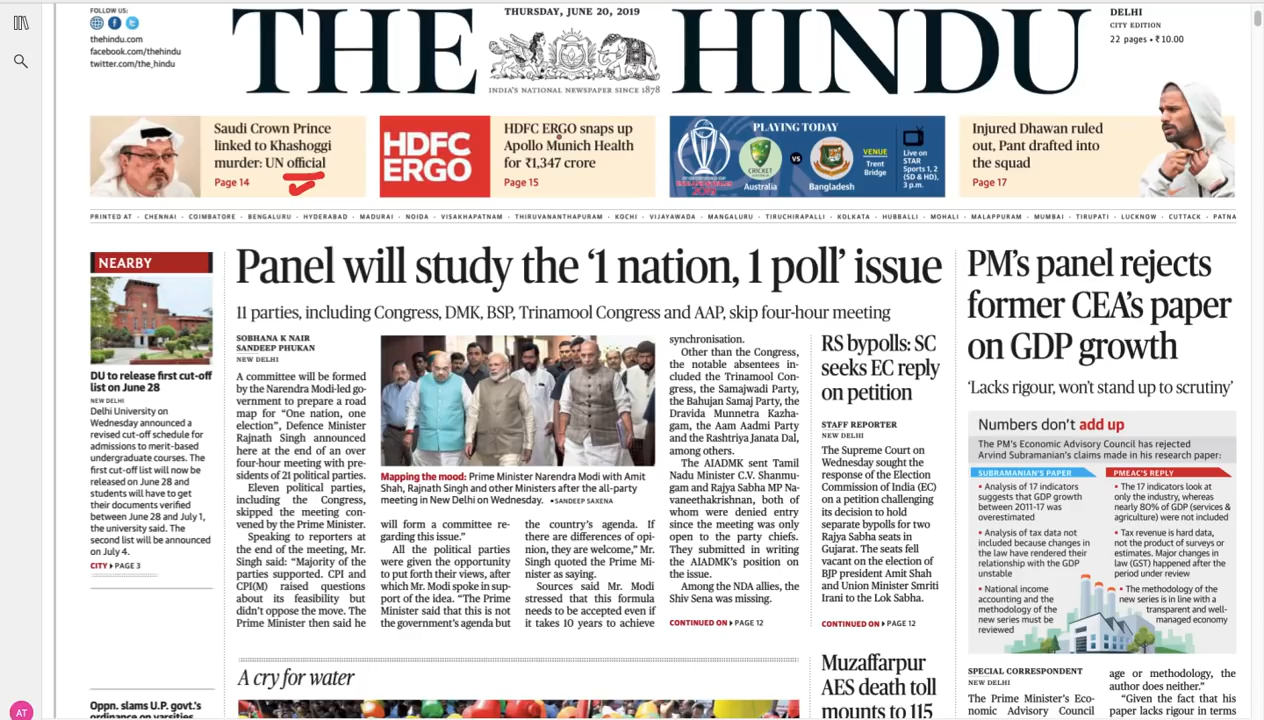 FOLLOW US:
thehindu.com
facebook.com/thehindu
twitter.com/the_hindu
THE HINDU
THURSDAY, JUNE 20, 2019
INDIA'S NATIONAL NEWSPAPER SINCE 1878
DELHI
CITY EDITION
22 pages • ₹10.00
Saudi Crown Prince
linked to Khashoggi
murder: UN official
Page 14
HDFC
ERGO
HDFC ERGO snaps up
Apollo Munich Health
for ₹1,347 crore
Page 15
PLAYING TODAY
Australia
vs
Bangladesh
VENUE
Trent
Bridge
Live on
STAR
Sports 1, 2
(SD & HD),
3 p.m.
Injured Dhawan ruled
out, Pant drafted into
the squad
Page 17
PRINTED AT • CHENNAI • COIMBATORE • BENGALURU • HYDERABAD • MADURAI • NOIDA • VISAKHAPATNAM • THIRUVANANTHAPURAM • KOCHI • VIJAYAWADA • MANGALURU • TIRUCHIRAPALLI • KOLKATA • HUBBALLI • MOHALI • MALAPPURAM • MUMBAI • TIRUPATI • LUCKNOW • CUTTACK • PATNA
NEARBY
DU to release first cut-off
list on June 28
NEW DELHI
Delhi University on
Wednesday announced a
revised cut-off schedule for
admissions to merit-based
undergraduate courses. The
first cut-off list will now be
released on June 28 and
students will have to get
their documents verified
between June 28 and July 1,
the university said. The
second list will be announced
on July 4.
CITY PAGE 3
Oppn. slams U.P. govt.'s
ordinance on varsities
Panel will study the '1 nation, 1 poll' issue
11 parties, including Congress, DMK, BSP, Trinamool Congress and AAP, skip four-hour meeting
SOBHANA K NAIR
SANDEEP PHUKAN
NEW DELHI
A committee will be formed
by the Narendra Modi-led go-
vernment to prepare a road
map for "One nation, one
election", Defence Minister
Rajnath Singh announced
here at the end of an over
four-hour meeting with pre-
sidents of 21 political parties.
Eleven political parties,
including the Congress,
skipped the meeting con-
vened by the Prime Minister.
Speaking to reporters at
the end of the meeting, Mr.
Singh said: "Majority of the
parties supported. CPI and
CPI(M) raised questions
about its feasibility but
didn't oppose the move. The
Prime Minister then said he
Mapping the mood: Prime Minister Narendra Modi with Amit
Shah, Rajnath Singh and other Ministers after the all-party
meeting in New Delhi on Wednesday. • SANDEEP SAXENA
will form a committee re-
garding this issue."
All the political parties
were given the opportunity
to put forth their views, after
which Mr. Modi spoke in sup-
port of the idea. "The Prime
Minister said that this is not
the government's agenda but
the country's agenda. If
there are differences of opi-
nion, they are welcome," Mr.
Singh quoted the Prime Mi-
nister as saying.
Sources said Mr. Modi
stressed that this formula
needs to be accepted even if
it takes 10 years to achieve
synchronisation.
Other than the Congress,
the notable absentees in-
cluded the Trinamool Con-
gress, the Samajwadi Party,
the Bahujan Samaj Party, the
Dravida Munnetra Kazha-
gam, the Aam Aadmi Party
and the Rashtriya Janata Dal,
among others.
The AIADMK sent Tamil
Nadu Minister C.V. Shanmu-
gam and Rajya Sabha MP Na-
vaneethakrishnan, both of
whom were denied entry
since the meeting was only
open to the party chiefs.
They submitted in writing
the AIADMK's position on
the issue.
Among the NDA allies, the
Shiv Sena was missing.
CONTINUED ON PAGE 12
RS bypolls: SC
seeks EC reply
on petition
STAFF REPORTER
NEW DELHI
The Supreme Court on
Wednesday sought the
response of the Election
Commission of India (EC)
on a petition challenging
its decision to hold
separate bypolls for two
Rajya Sabha seats in
Gujarat. The seats fell
vacant on the election of
BJP president Amit Shah
and Union Minister Smriti
Irani to the Lok Sabha.
CONTINUED ON PAGE 12
A cry for water
Muzaffarpur
AES death toll
mounts to 115
PM's panel rejects
former CEA's paper
on GDP growth
'Lacks rigour, won't stand up to scrutiny'
Numbers don't add up
The PM's Economic Advisory Council has rejected
Arvind Subramanian's claims made in his research paper:
SUBRAMANIAN'S PAPER
• Analysis of 17 indicators
suggests that GDP growth
between 2011-17 was
overestimated
• Analysis of tax data not
included because changes in
the law have rendered their
relationship with the GDP
unstable
• National income
accounting and the
methodology of the
new series must be
reviewed
PMEAC'S REPLY
• The 17 indicators look at
only the industry, whereas
nearly 80% of GDP (services &
agriculture) were not included
• Tax revenue is hard data,
not the product of surveys or
estimates. Major changes in
law (GST) happened after the
period under review
• The methodology of the
new series is in line with a
transparent and well-
managed economy
SPECIAL CORRESPONDENT
NEW DELHI
The Prime Minister's Eco-
nomic Advisory Council
age or methodology, the
author does neither."
"Given the fact that his
paper lacks rigour in terms
AT